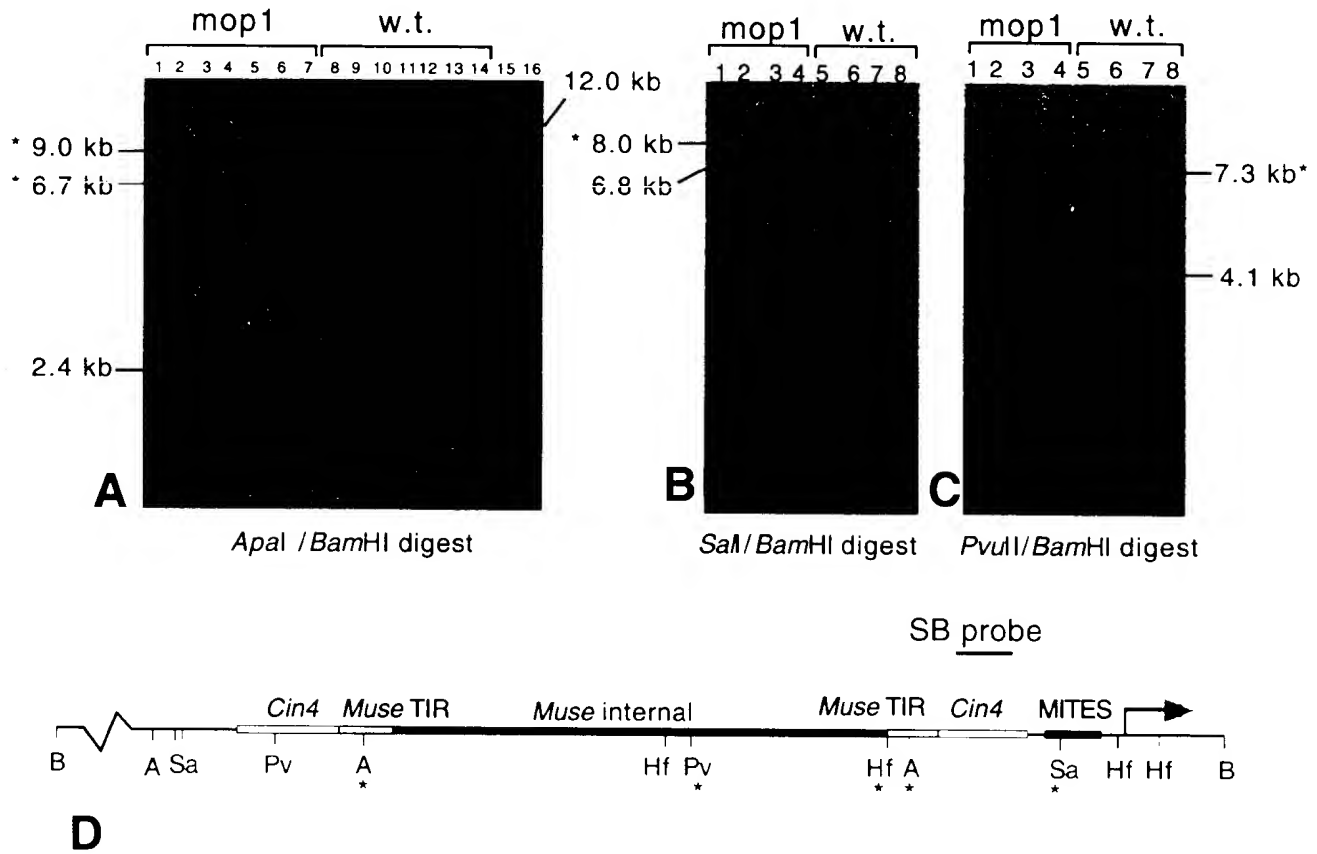 mop1 w.t.
1 2 3 4 5 6 7 8 9 10 11 12 13 14 15 16
12.0 kb
* 9.0 kb
* 6.7 kb
2.4 kb
A
ApaI / BamHI digest
mop1 w.t.
1 2 3 4 5 6 7 8
* 8.0 kb
6.8 kb
B
SalI / BamHI digest
mop1 w.t.
1 2 3 4 5 6 7 8
7.3 kb*
4.1 kb
C
PvuII/BamHI digest
SB probe
Cin4 Muse TIR Muse internal Muse TIR Cin4 MITES
B A Sa Pv A Hf Pv Hf A Sa Hf Hf B
* * * * *
D